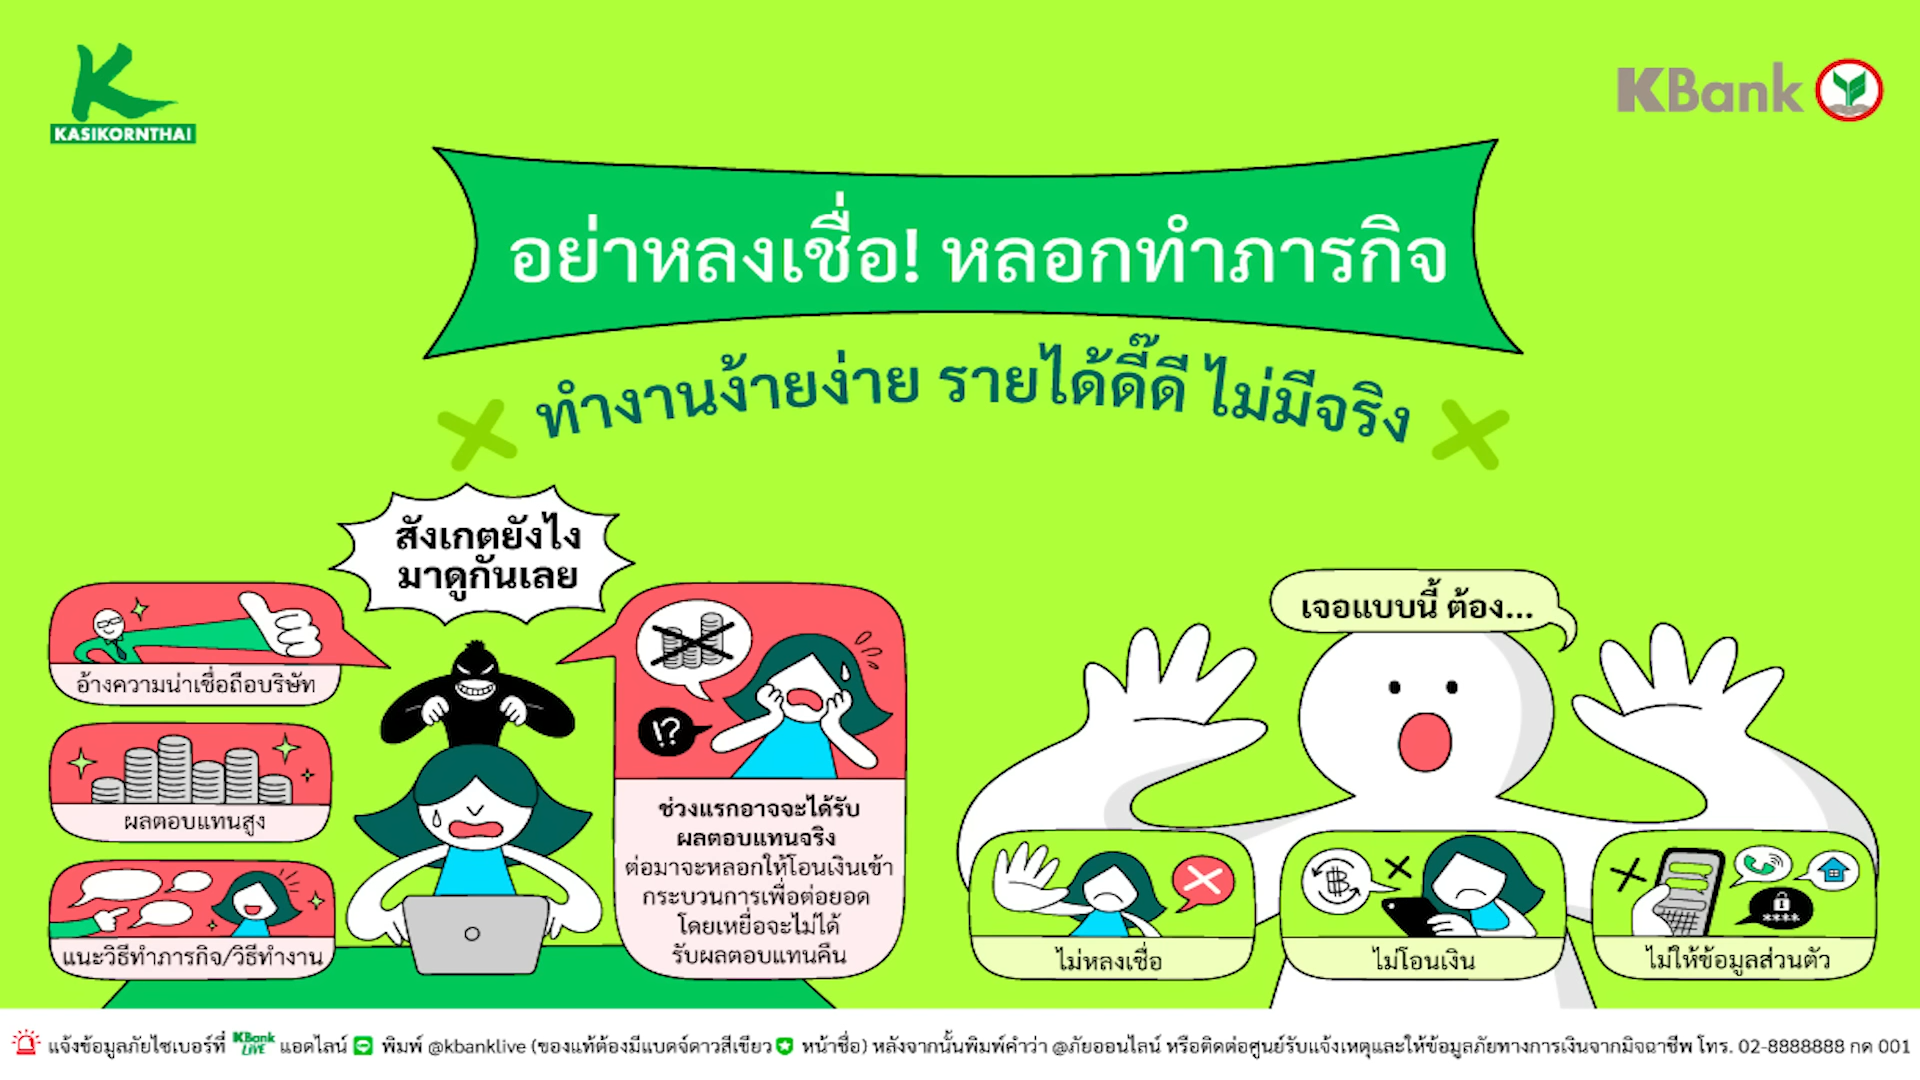 KASIKORNTHAI
KBank
อย่าหลงเชื่อ! หลอกทำภารกิจ
ทำงานง้ายง่าย รายได้ดี๊ดี ไม่มีจริง
สังเกตยังไง
มาดูกันเลย
อ้างความน่าเชื่อถือบริษัท
ผลตอบแทนสูง
แนะวิธีทำภารกิจ/วิธีทำงาน
!?
ช่วงแรกอาจจะได้รับ
ผลตอบแทนจริง
ต่อมาจะหลอกให้โอนเงินเข้า
กระบวนการเพื่อต่อยอด
โดยเหยื่อจะไม่ได้
รับผลตอบแทนคืน
เจอแบบนี้ ต้อง...
ไม่หลงเชื่อ
฿
ไม่โอนเงิน
****
ไม่ให้ข้อมูลส่วนตัว
แจ้งข้อมูลภัยไซเบอร์ที่ KBank LIVE แอดไลน์ พิมพ์ @kbanklive (ของแท้ต้องมีแบดจ์ดาวสีเขียว หน้าชื่อ) หลังจากนั้นพิมพ์คำว่า @ภัยออนไลน์ หรือติดต่อศูนย์รับแจ้งเหตุและให้ข้อมูลภัยทางการเงินจากมิจฉาชีพ โทร. 02-8888888 กด 001